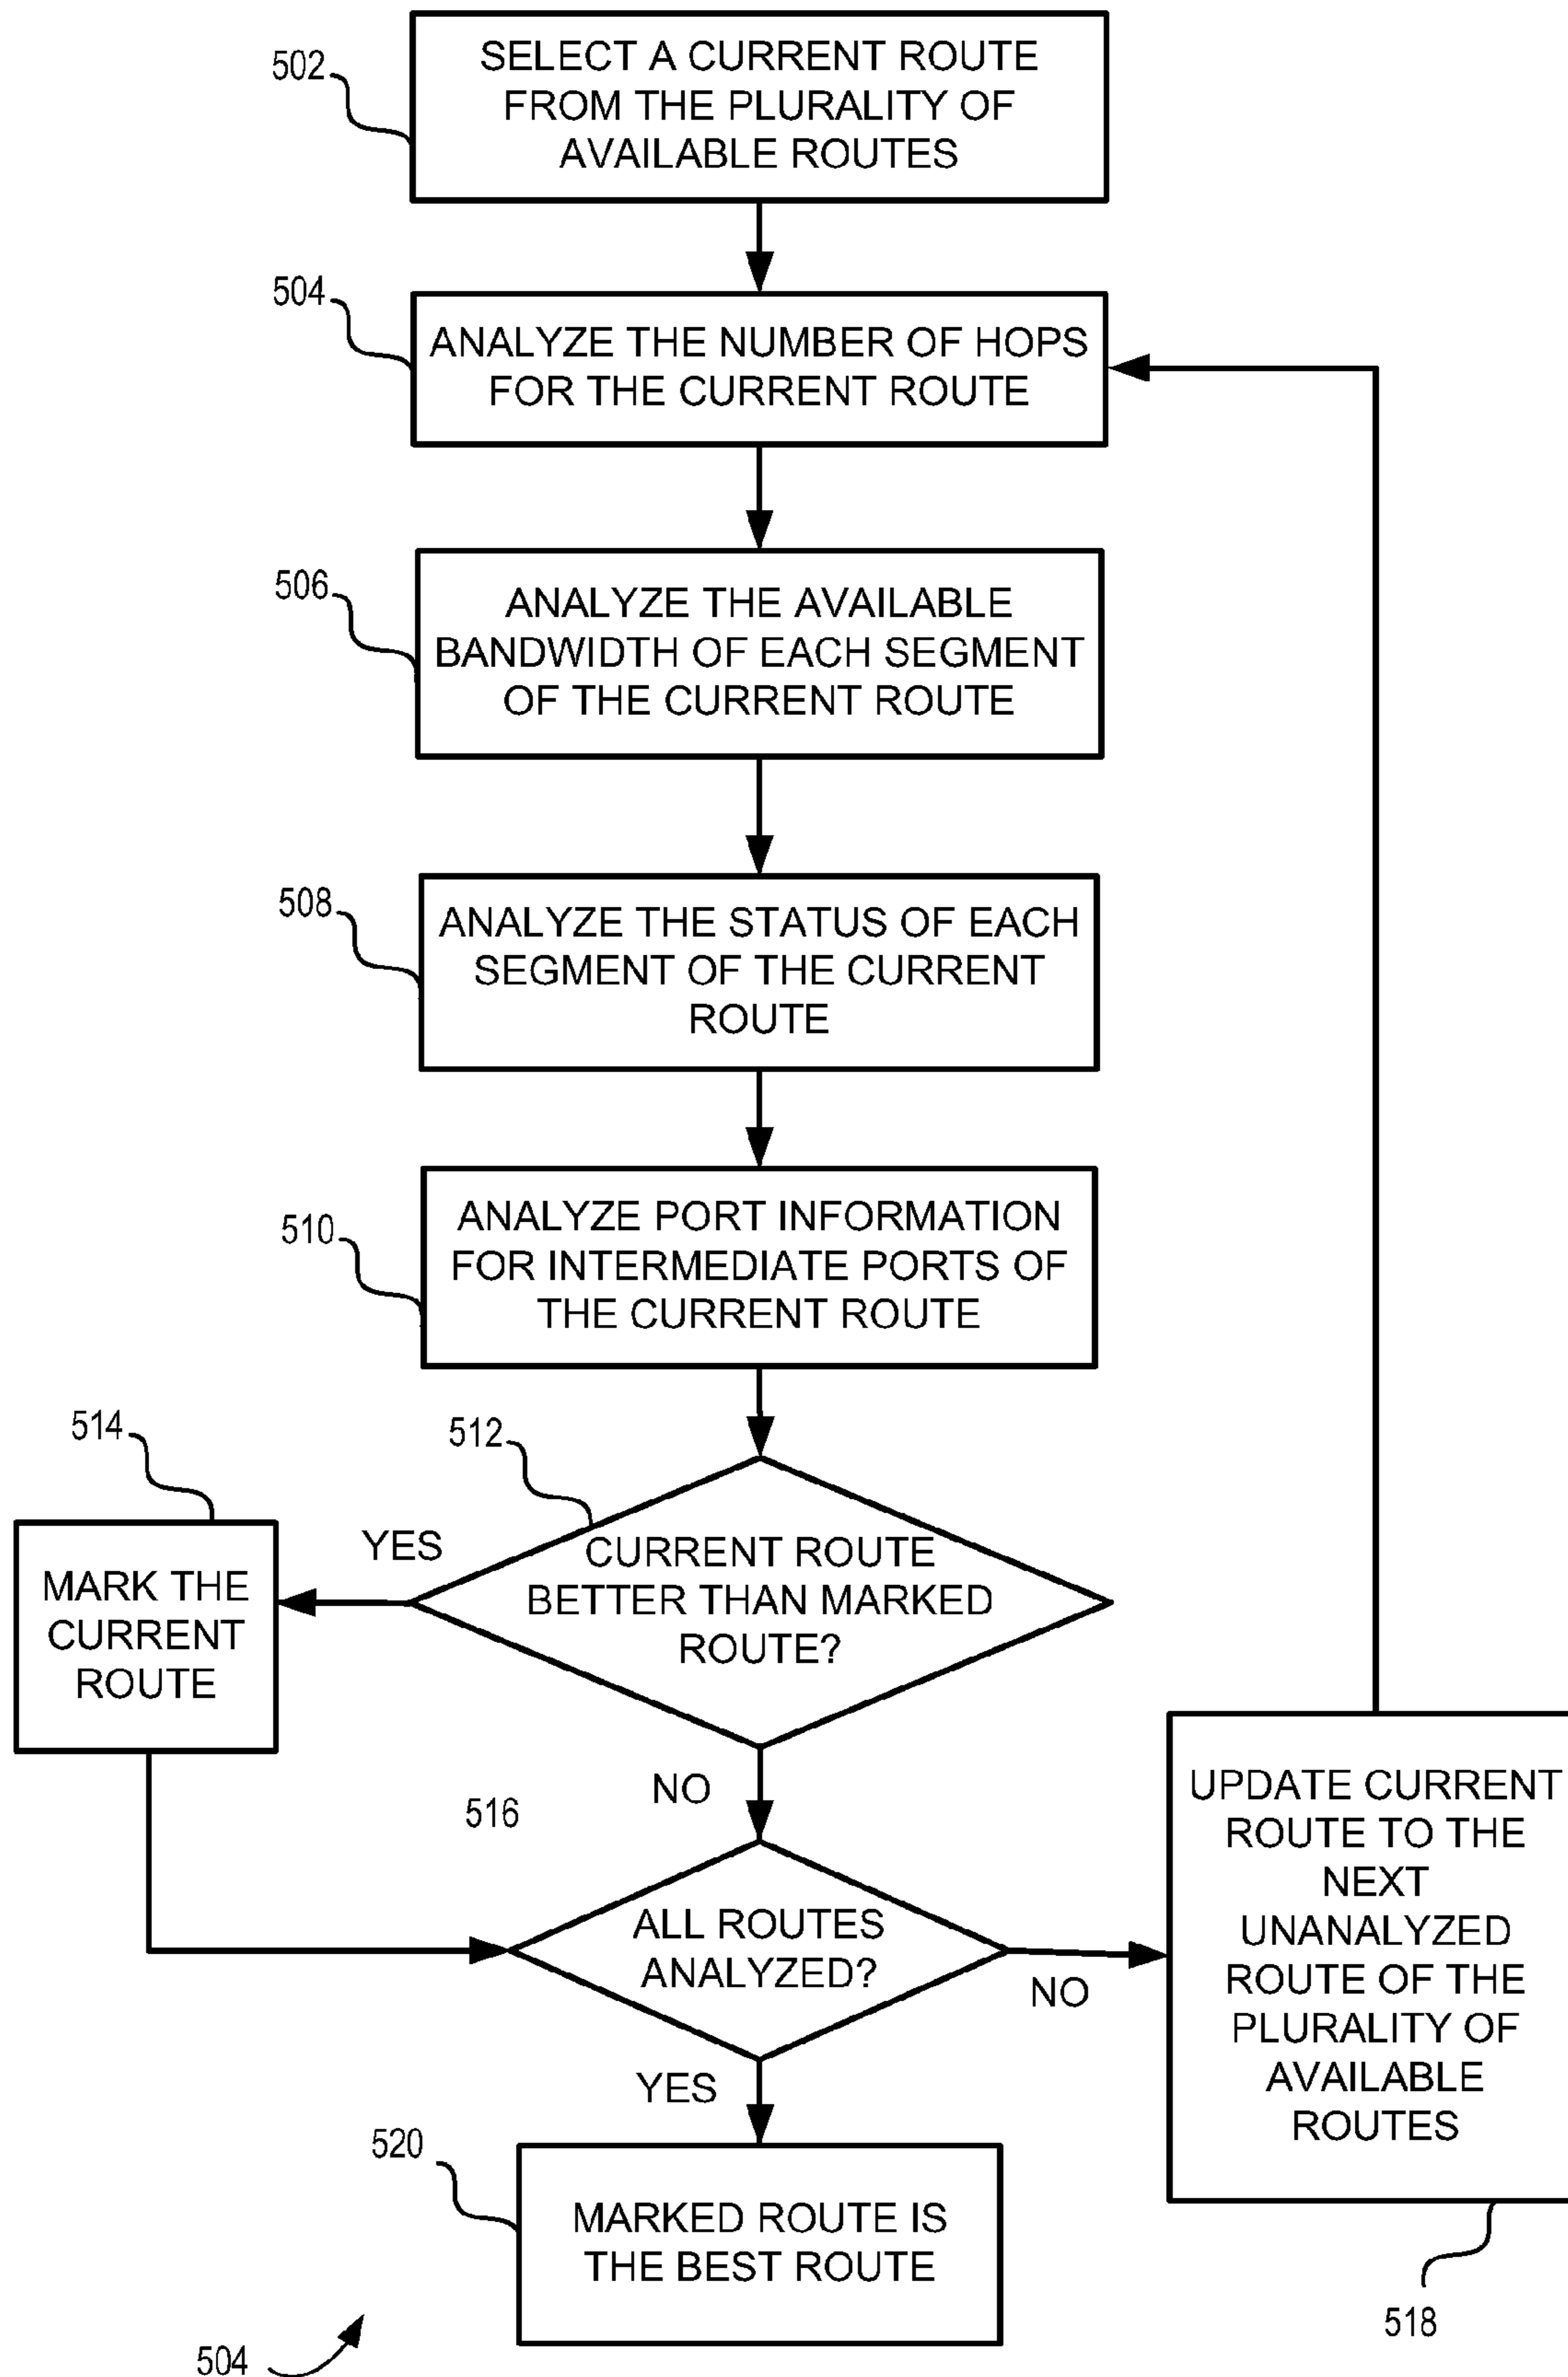 502
SELECT A CURRENT ROUTE
FROM THE PLURALITY OF
AVAILABLE ROUTES
504
ANALYZE THE NUMBER OF HOPS
FOR THE CURRENT ROUTE
506
ANALYZE THE AVAILABLE
BANDWIDTH OF EACH SEGMENT
OF THE CURRENT ROUTE
508
ANALYZE THE STATUS OF EACH
SEGMENT OF THE CURRENT
ROUTE
510
ANALYZE PORT INFORMATION
FOR INTERMEDIATE PORTS OF
THE CURRENT ROUTE
512
CURRENT ROUTE
BETTER THAN MARKED
ROUTE?
YES
514
MARK THE
CURRENT
ROUTE
NO
516
ALL ROUTES
ANALYZED?
NO
UPDATE CURRENT
ROUTE TO THE
NEXT
UNANALYZED
ROUTE OF THE
PLURALITY OF
AVAILABLE
ROUTES
518
YES
520
MARKED ROUTE IS
THE BEST ROUTE
504